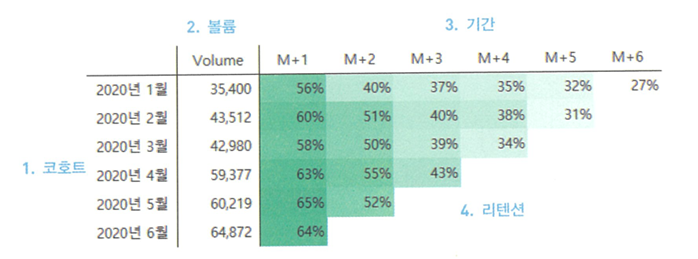 2. 볼륨 3. 기간
Volume M+1 M+2 M+3 M+4 M+5 M+6
2020년 1월 35,400 56% 40% 37% 35% 32% 27%
2020년 2월 43,512 60% 51% 40% 38% 31%
2020년 3월 42,980 58% 50% 39% 34%
1. 코호트
2020년 4월 59,377 63% 55% 43%
2020년 5월 60,219 65% 52%
4. 리텐션
2020년 6월 64,872 64%